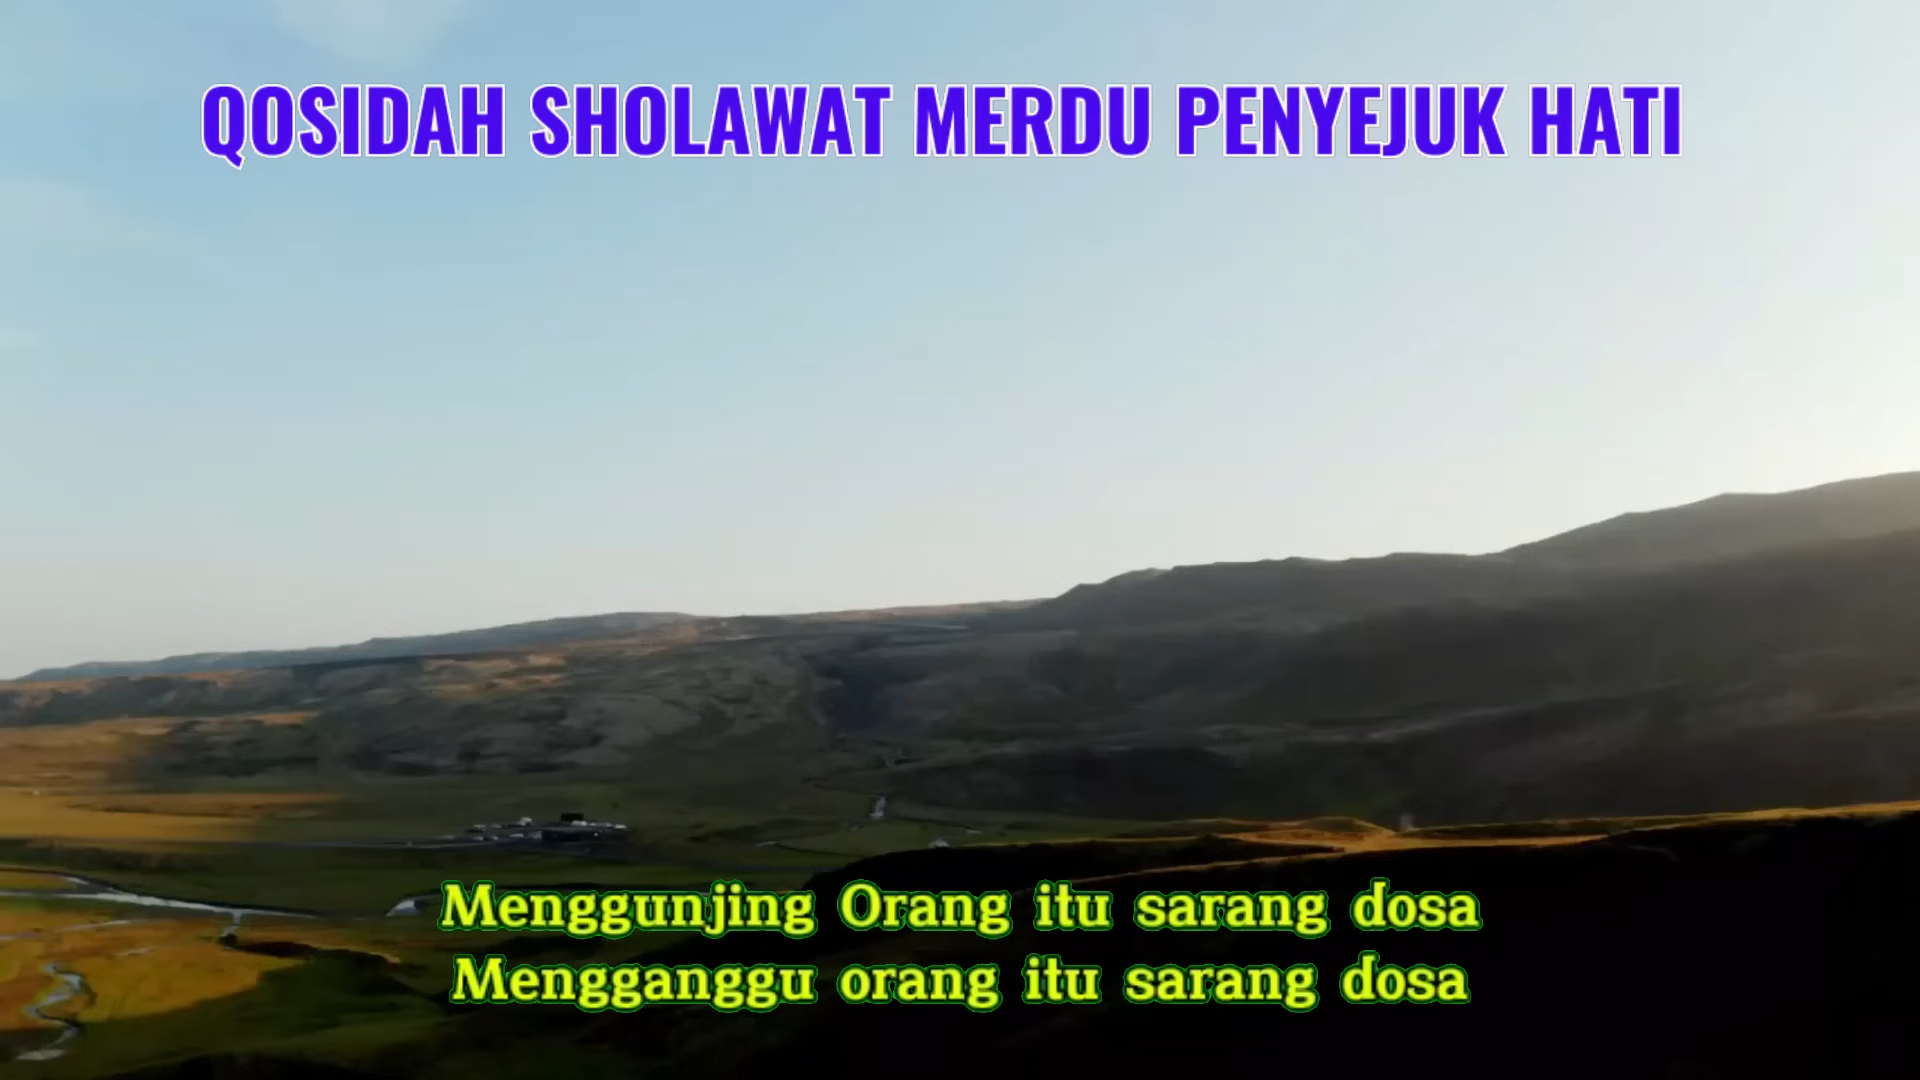 QOSIDAH SHOLAWAT MERDU PENYEJUK HATI
Menggunjing Orang itu sarang dosa
Mengganggu orang itu sarang dosa